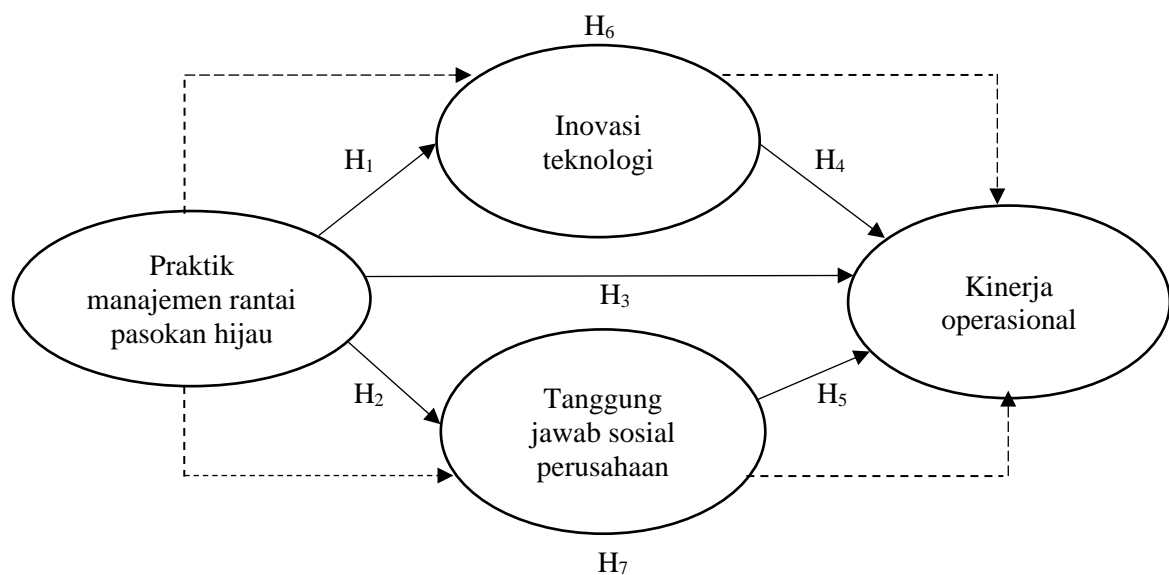 H₆
Inovasi
teknologi
H₁
H₄
Praktik
manajemen rantai
pasokan hijau
H₃
Kinerja
operasional
H₂
Tanggung
jawab sosial
perusahaan
H₅
H₇